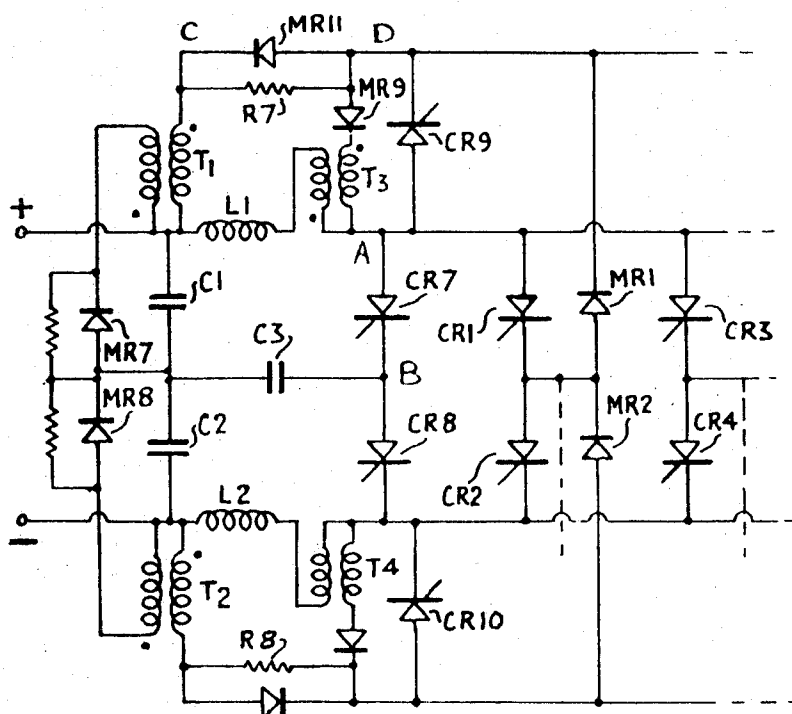 C MR11 D
R7 MR9
CR9
T1 T3
+ L1
A
C1 CR7 MR1
CR1 CR3
C3
MR7 B
MR8 C2 CR8 MR2 CR4
CR2
L2
−
T2 T4
CR10
R8